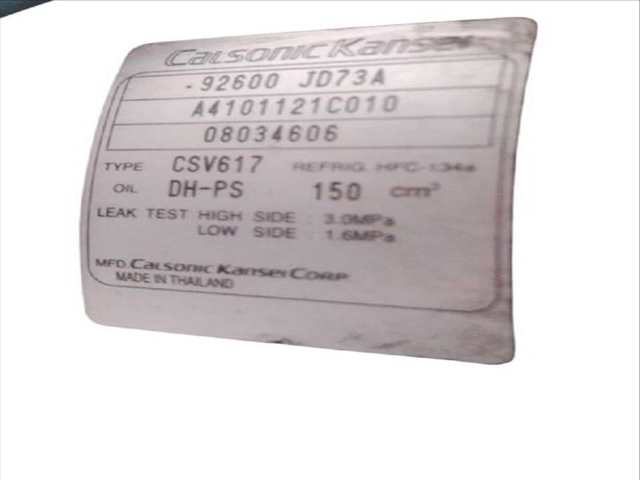 Calsonic Kansei
-92600 JD73A
A4101121C010
08034606
TYPE CSV617 REFRIG. HFC-134a
OIL DH-PS 150 cm³
LEAK TEST HIGH SIDE : 3.0MPa
LOW SIDE : 1.6MPa
MFD. CALSONIC KANSEI CORP
MADE IN THAILAND